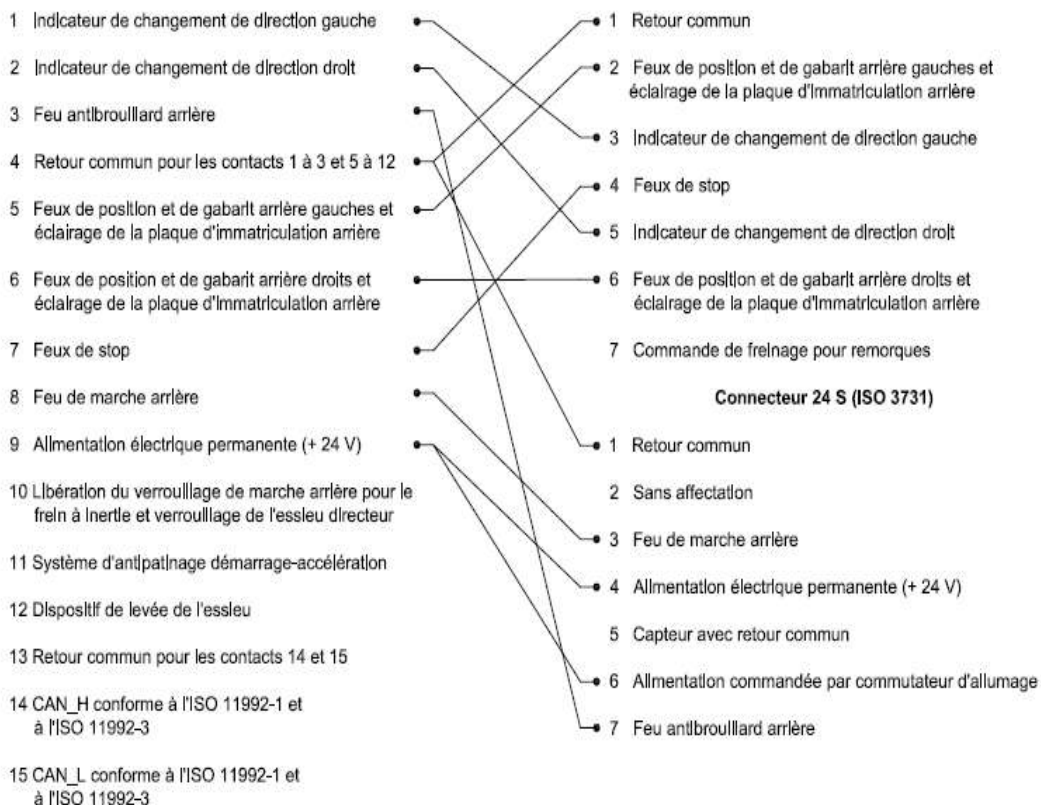 1 Indicateur de changement de direction gauche
2 Indicateur de changement de direction droit
3 Feu antibrouillard arrière
4 Retour commun pour les contacts 1 à 3 et 5 à 12
5 Feux de position et de gabarit arrière gauches et
éclairage de la plaque d'immatriculation arrière
6 Feux de position et de gabarit arrière droits et
éclairage de la plaque d'immatriculation arrière
7 Feux de stop
8 Feu de marche arrière
9 Alimentation électrique permanente (+ 24 V)
10 Libération du verrouillage de marche arrière pour le
frein à inertie et verrouillage de l'essieu directeur
11 Système d'antipatinage démarrage-accélération
12 Dispositif de levée de l'essieu
13 Retour commun pour les contacts 14 et 15
14 CAN_H conforme à l'ISO 11992-1 et
à l'ISO 11992-3
15 CAN_L conforme à l'ISO 11992-1 et
à l'ISO 11992-3
1 Retour commun
2 Feux de position et de gabarit arrière gauches et
éclairage de la plaque d'immatriculation arrière
3 Indicateur de changement de direction gauche
4 Feux de stop
5 Indicateur de changement de direction droit
6 Feux de position et de gabarit arrière droits et
éclairage de la plaque d'immatriculation arrière
7 Commande de freinage pour remorques
Connecteur 24 S (ISO 3731)
1 Retour commun
2 Sans affectation
3 Feu de marche arrière
4 Alimentation électrique permanente (+ 24 V)
5 Capteur avec retour commun
6 Alimentation commandée par commutateur d'allumage
7 Feu antibrouillard arrière